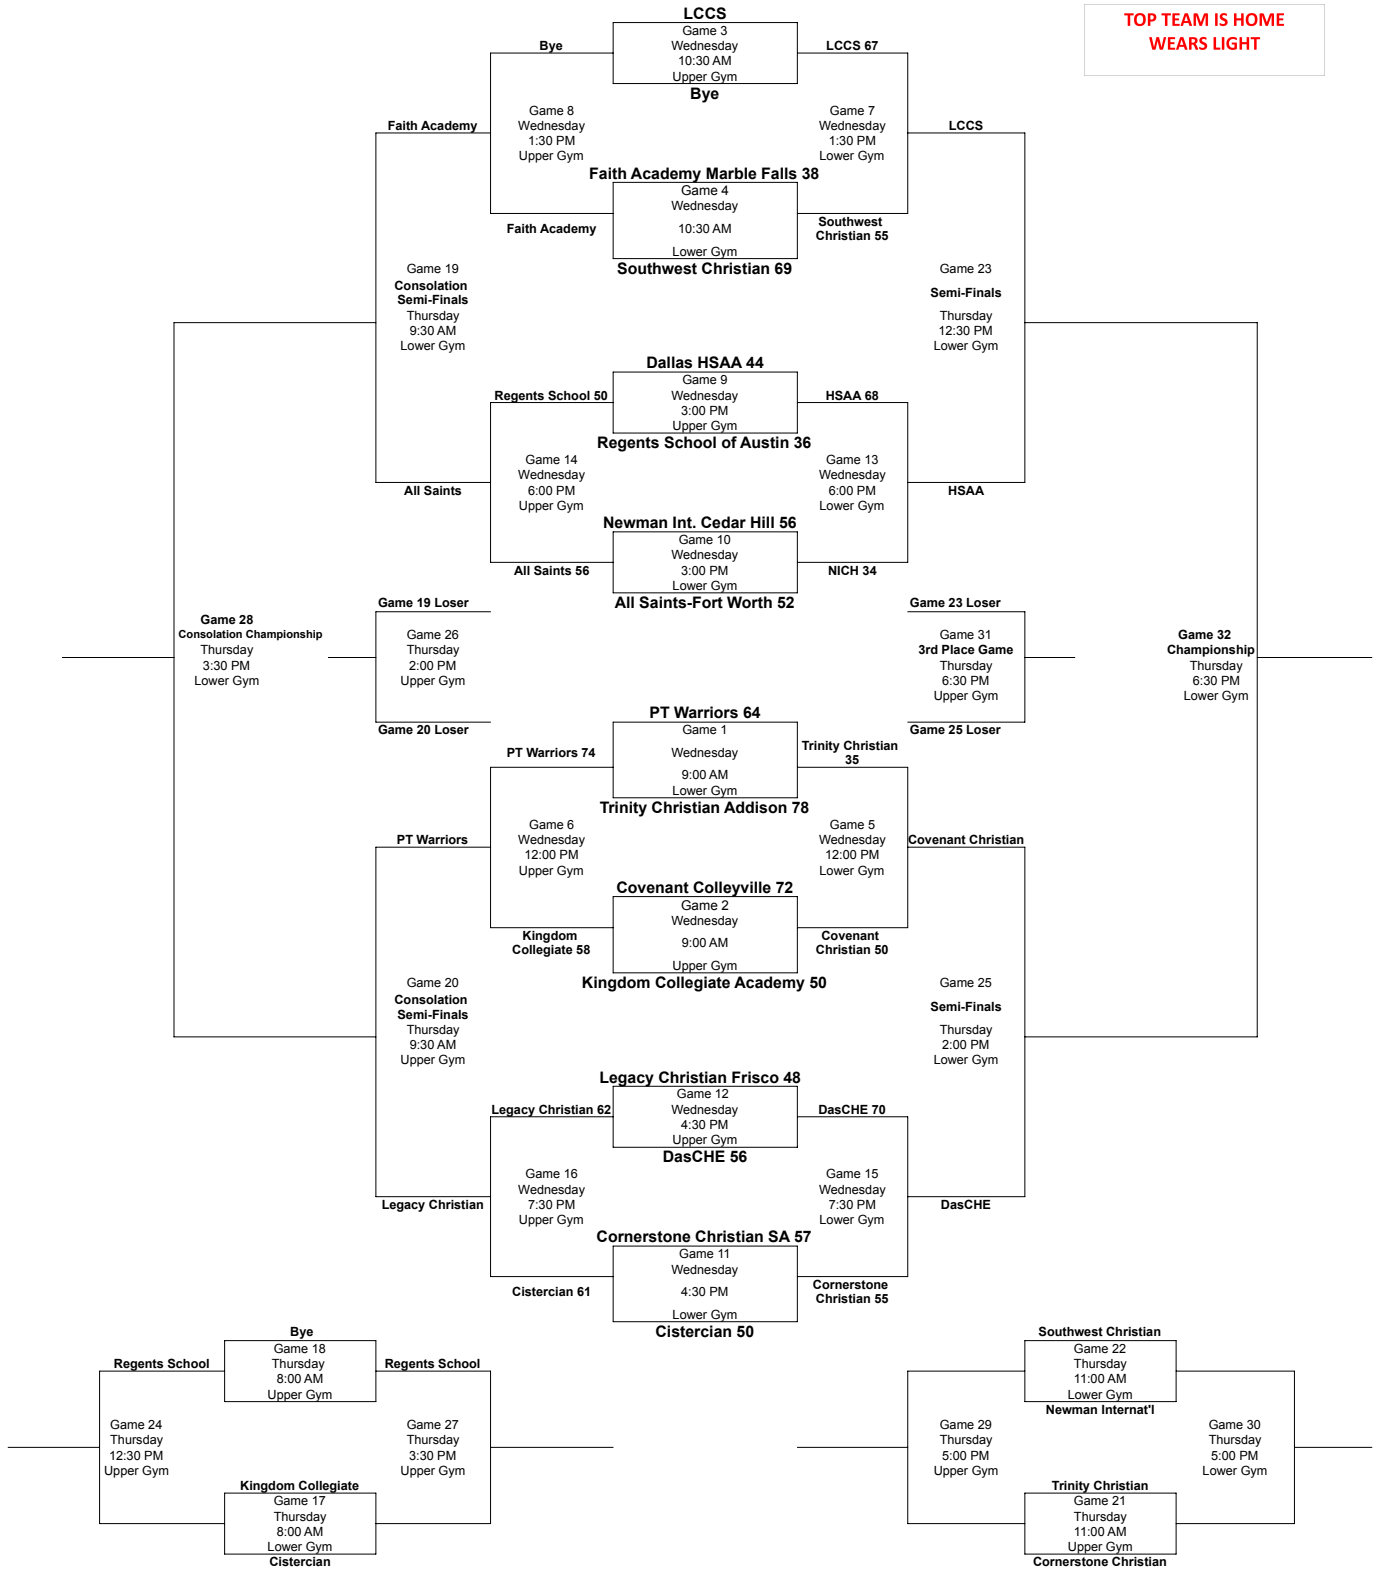 LCCS
TOP TEAM IS HOME
WEARS LIGHT
Game 3
Wednesday
10:30 AM
Upper Gym
Bye
LCCS 67
Bye
Game 8
Wednesday
1:30 PM
Upper Gym
Game 7
Wednesday
1:30 PM
Lower Gym
Faith Academy
LCCS
Faith Academy Marble Falls 38
Game 4
Wednesday
10:30 AM
Lower Gym
Faith Academy
Southwest
Christian 55
Southwest Christian 69
Game 19
Consolation
Semi-Finals
Thursday
9:30 AM
Lower Gym
Game 23
Semi-Finals
Thursday
12:30 PM
Lower Gym
Dallas HSAA 44
Game 9
Wednesday
3:00 PM
Upper Gym
Regents School 50
HSAA 68
Regents School of Austin 36
Game 14
Wednesday
6:00 PM
Upper Gym
Game 13
Wednesday
6:00 PM
Lower Gym
All Saints
HSAA
Newman Int. Cedar Hill 56
Game 10
Wednesday
3:00 PM
Lower Gym
All Saints 56
NICH 34
All Saints-Fort Worth 52
Game 19 Loser
Game 23 Loser
Game 28
Consolation Championship
Thursday
3:30 PM
Lower Gym
Game 26
Thursday
2:00 PM
Upper Gym
Game 31
3rd Place Game
Thursday
6:30 PM
Upper Gym
Game 32
Championship
Thursday
6:30 PM
Lower Gym
Game 20 Loser
Game 25 Loser
PT Warriors 64
Game 1
Wednesday
9:00 AM
Lower Gym
PT Warriors 74
Trinity Christian
35
Trinity Christian Addison 78
Game 6
Wednesday
12:00 PM
Upper Gym
Game 5
Wednesday
12:00 PM
Lower Gym
PT Warriors
Covenant Christian
Covenant Colleyville 72
Game 2
Wednesday
9:00 AM
Upper Gym
Kingdom
Collegiate 58
Covenant
Christian 50
Kingdom Collegiate Academy 50
Game 20
Consolation
Semi-Finals
Thursday
9:30 AM
Upper Gym
Game 25
Semi-Finals
Thursday
2:00 PM
Lower Gym
Legacy Christian Frisco 48
Game 12
Wednesday
4:30 PM
Upper Gym
Legacy Christian 62
DasCHE 70
DasCHE 56
Game 16
Wednesday
7:30 PM
Upper Gym
Game 15
Wednesday
7:30 PM
Lower Gym
Legacy Christian
DasCHE
Cornerstone Christian SA 57
Game 11
Wednesday
4:30 PM
Lower Gym
Cistercian 61
Cornerstone
Christian 55
Cistercian 50
Bye
Game 18
Thursday
8:00 AM
Upper Gym
Regents School
Regents School
Game 24
Thursday
12:30 PM
Upper Gym
Game 27
Thursday
3:30 PM
Upper Gym
Kingdom Collegiate
Game 17
Thursday
8:00 AM
Lower Gym
Cistercian
Southwest Christian
Game 22
Thursday
11:00 AM
Lower Gym
Newman Internat'l
Game 29
Thursday
5:00 PM
Upper Gym
Game 30
Thursday
5:00 PM
Lower Gym
Trinity Christian
Game 21
Thursday
11:00 AM
Upper Gym
Cornerstone Christian